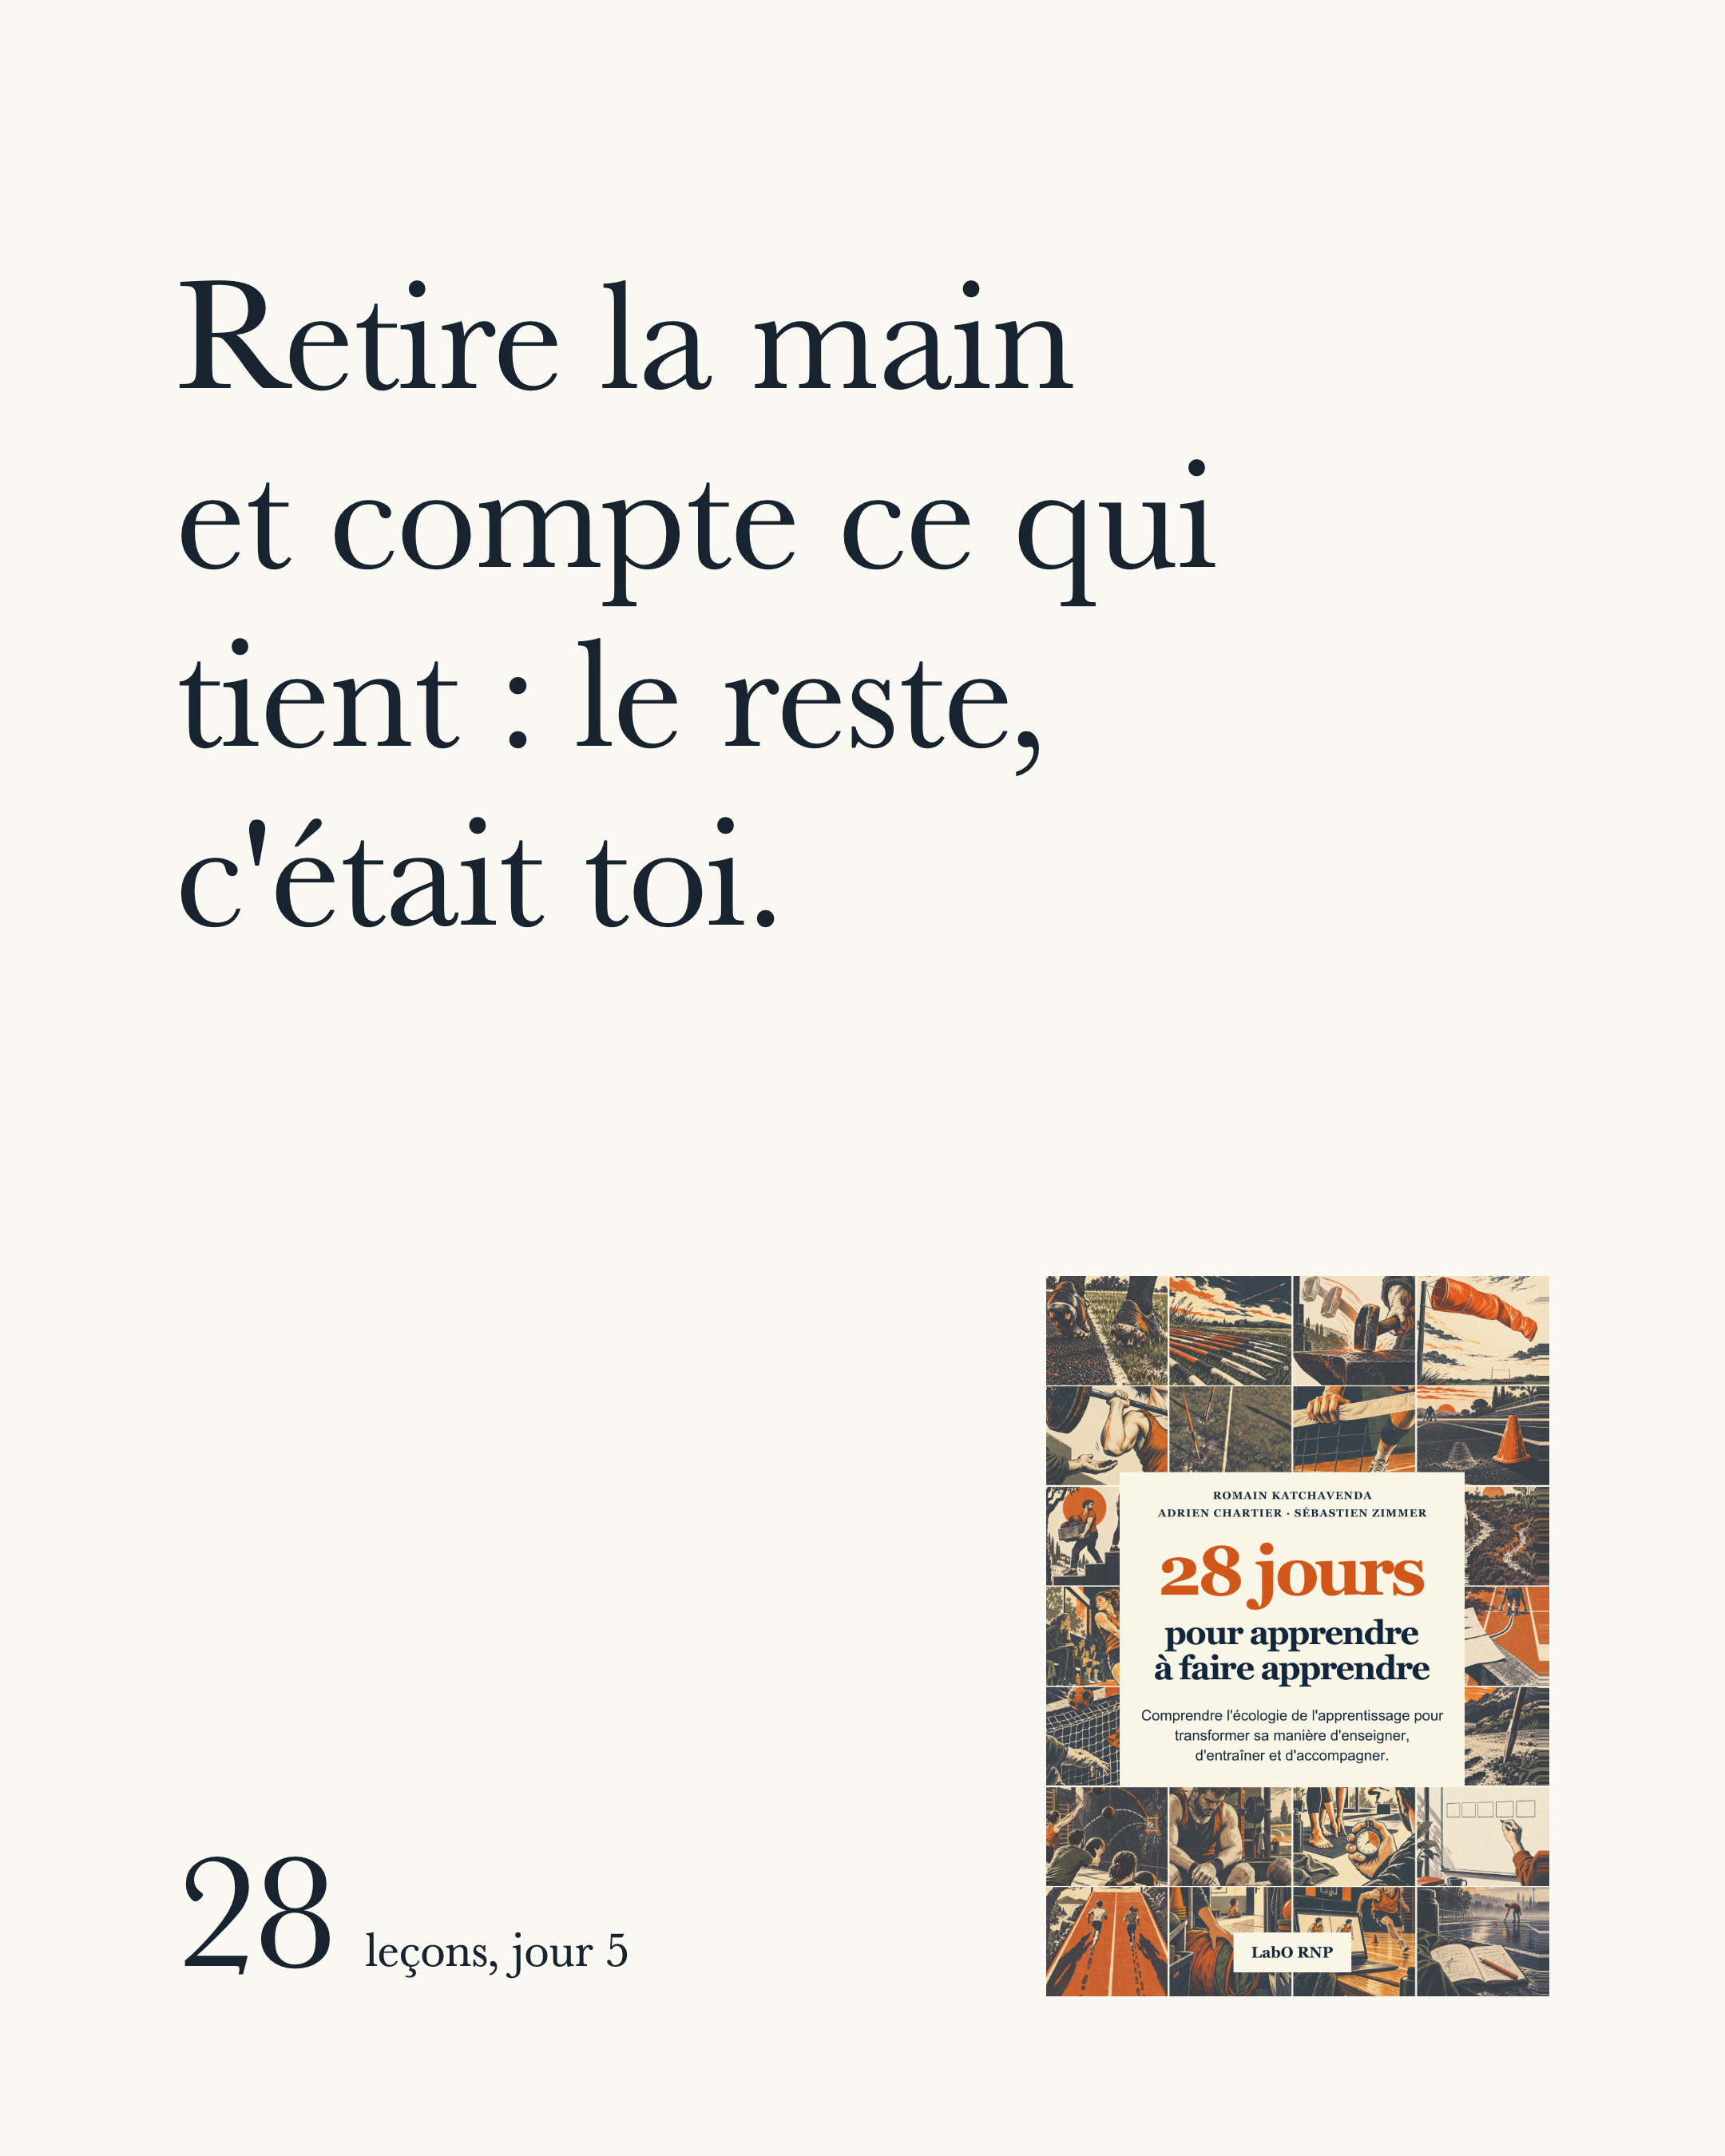 Retire la main
et compte ce qui
tient : le reste,
c'était toi.
ROMAIN KATCHAVENDA
ADRIEN CHARTIER · SÉBASTIEN ZIMMER
28 jours
pour apprendre
à faire apprendre
Comprendre l'écologie de l'apprentissage pour
transformer sa manière d'enseigner,
d'entraîner et d'accompagner.
LabO RNP
28 leçons, jour 5